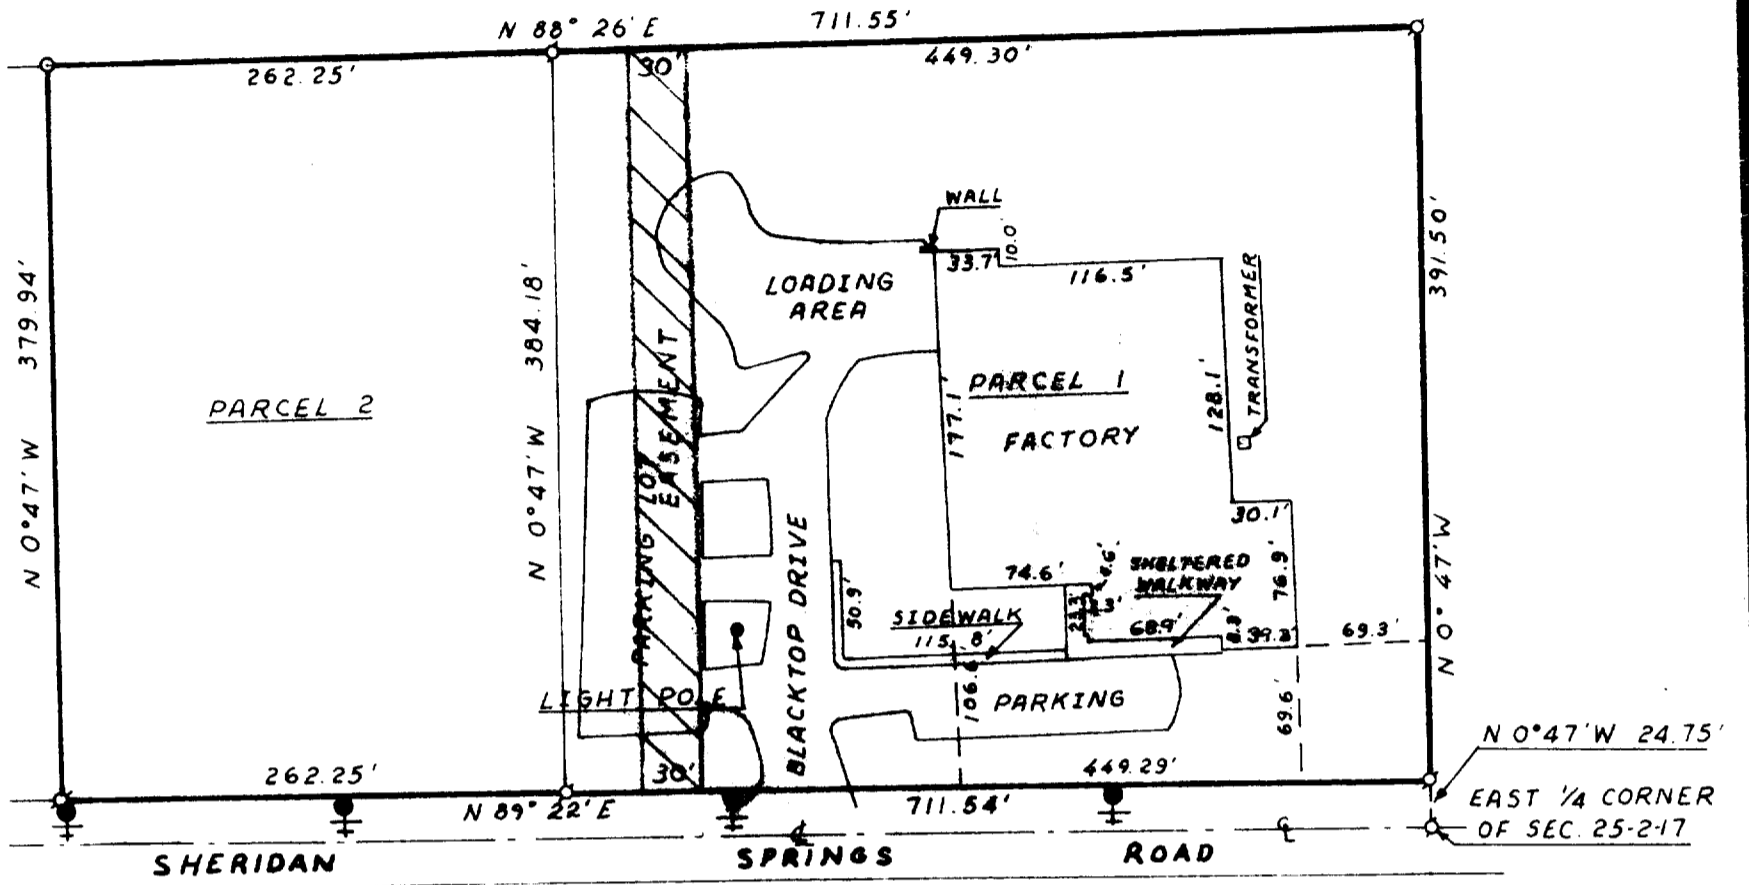 N 88° 26' E 711.55'
262.25' 30' 449.30'
WALL
33.7' 10.0'
116.5'
LOADING
AREA
TRANSFORMER
391.50'
N 0°47'W
379.94'
N 0°47'W
384.18'
N 0°47'W
PARCEL 2
PARKING LOT
EASEMENT
PARCEL 1
FACTORY
177.1'
128.1'
30.1'
76.9'
74.6'
SHELTERED
WALKWAY
SIDEWALK
50.9'
115.8'
68.9'
39.3'
69.3'
LIGHT POLE
BLACKTOP DRIVE
106.6'
PARKING
69.6'
262.25' 30' 449.29'
N 89° 22' E 711.54'
N 0°47'W 24.75'
EAST 1/4 CORNER
OF SEC. 25-2-17
℄ ℄
SHERIDAN SPRINGS ROAD